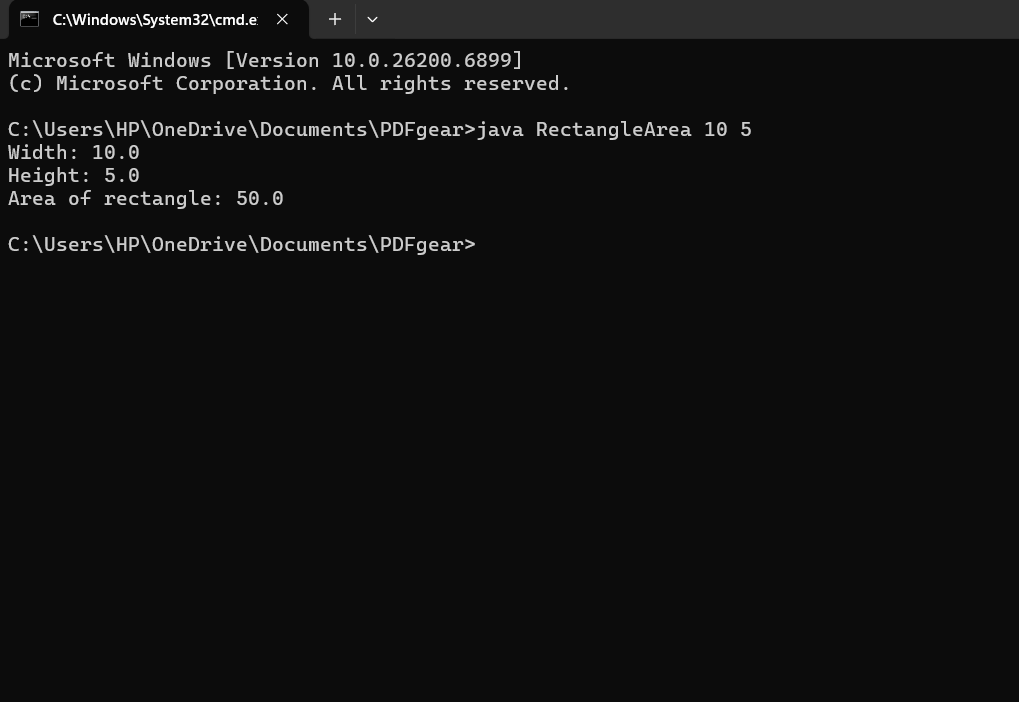 C:\Windows\System32\cmd.e
Microsoft Windows [Version 10.0.26200.6899]
(c) Microsoft Corporation. All rights reserved.
C:\Users\HP\OneDrive\Documents\PDFgear>java RectangleArea 10 5
Width: 10.0
Height: 5.0
Area of rectangle: 50.0
C:\Users\HP\OneDrive\Documents\PDFgear>